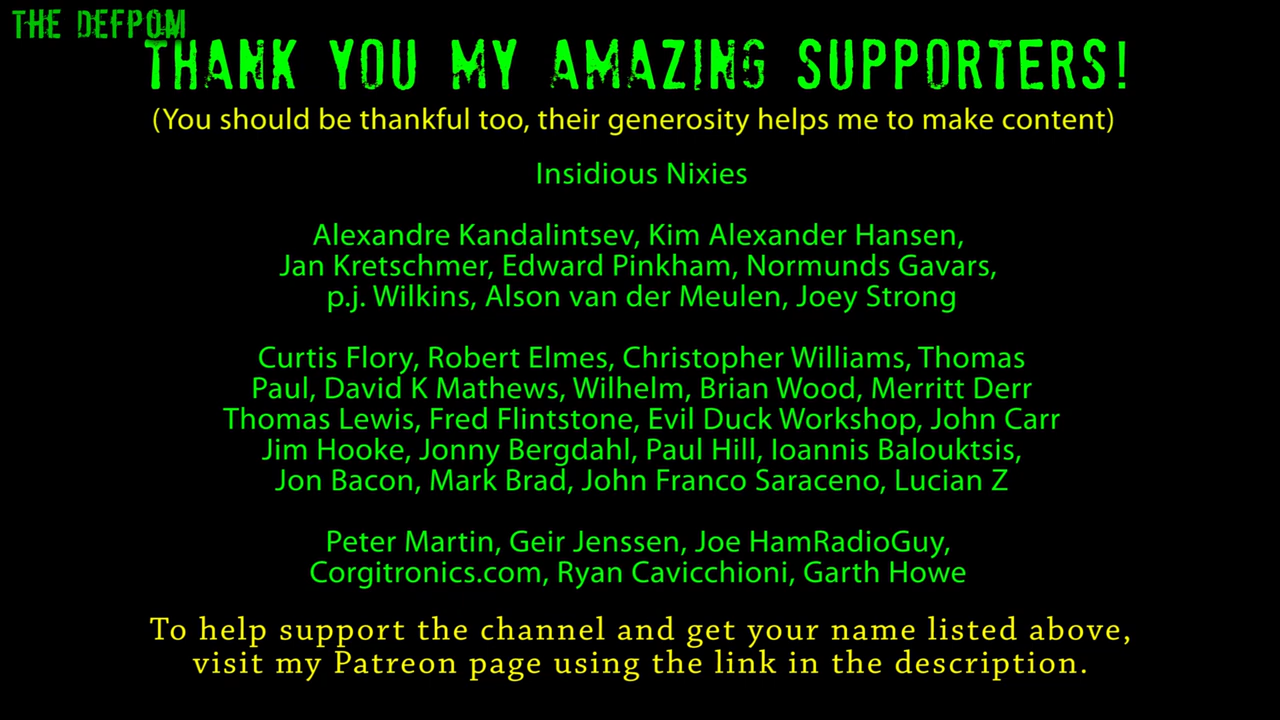 THE DEFPOM
THANK YOU MY AMAZING SUPPORTERS!
(You should be thankful too, their generosity helps me to make content)
Insidious Nixies
Alexandre Kandalintsev, Kim Alexander Hansen,
Jan Kretschmer, Edward Pinkham, Normunds Gavars,
p.j. Wilkins, Alson van der Meulen, Joey Strong
Curtis Flory, Robert Elmes, Christopher Williams, Thomas
Paul, David K Mathews, Wilhelm, Brian Wood, Merritt Derr
Thomas Lewis, Fred Flintstone, Evil Duck Workshop, John Carr
Jim Hooke, Jonny Bergdahl, Paul Hill, Ioannis Balouktsis,
Jon Bacon, Mark Brad, John Franco Saraceno, Lucian Z
Peter Martin, Geir Jenssen, Joe HamRadioGuy,
Corgitronics.com, Ryan Cavicchioni, Garth Howe
To help support the channel and get your name listed above,
visit my Patreon page using the link in the description.